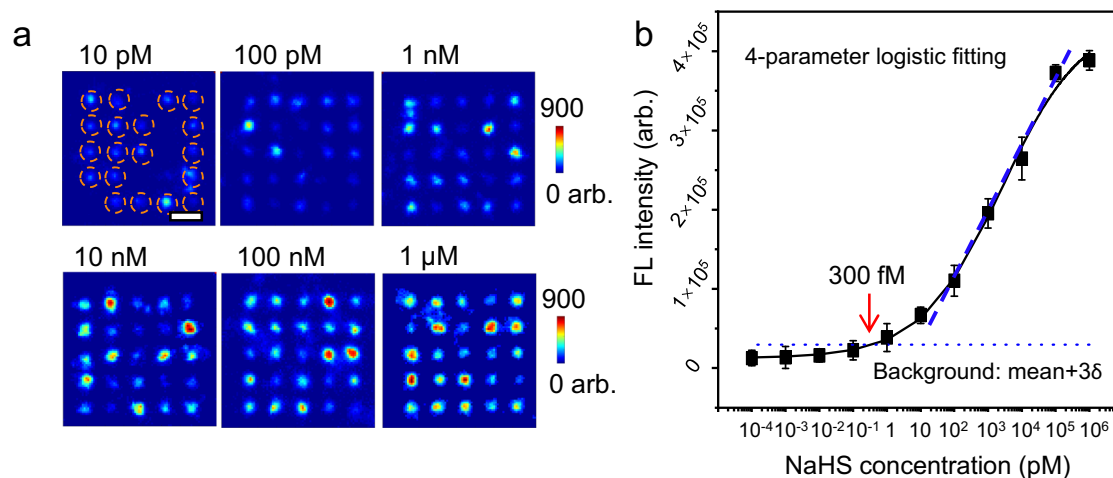 a
10 pM
100 pM
1 nM
900
0 arb.
10 nM
100 nM
1 μM
900
0 arb.
b
4-parameter logistic fitting
300 fM
Background: mean+3δ
FL intensity (arb.)
4×10⁵
3×10⁵
2×10⁵
1×10⁵
0
10⁻⁴ 10⁻³ 10⁻² 10⁻¹ 1 10 10² 10³ 10⁴ 10⁵ 10⁶
NaHS concentration (pM)